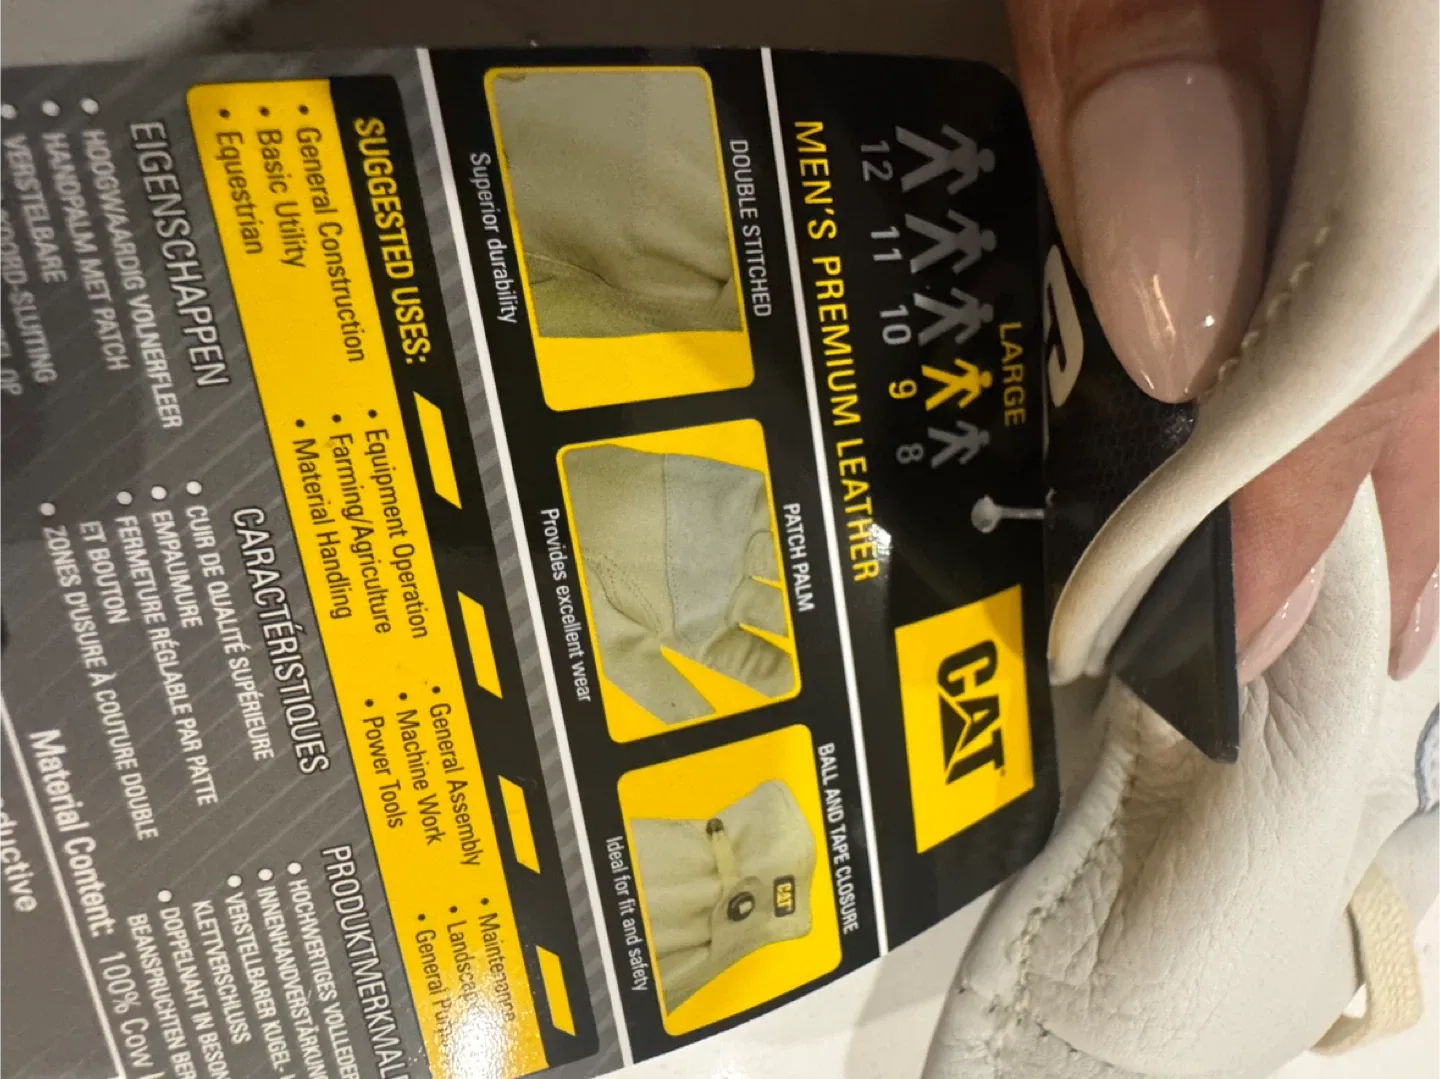 LARGE
12 11 10 9 8
CAT
MEN'S PREMIUM LEATHER
DOUBLE STITCHED
Superior durability
PATCH PALM
Provides excellent wear
BALL AND TAPE CLOSURE
CAT
Ideal for fit and safety
SUGGESTED USES:
• General Construction
• Basic Utility
• Equestrian
• Equipment Operation
• Farming/Agriculture
• Material Handling
• General Assembly
• Machine Work
• Power Tools
• Maintenance
•
• General
EIGENSCHAPPEN
• HOOGWAARDIG VOLNERFLEER
• HANDPALM MET PATCH
• VERSTELBARE
CARACTÉRISTIQUES
• CUIR DE QUALITÉ SUPÉRIEURE
• EMPAUMURE
• FERMETURE RÉGLABLE PAR PATTE
ET BOUTON
• ZONES D'USURE À COUTURE DOUBLE
• HOCHWERTIGES
• INNENHANDVERSTÄRKUNG
• VERSTELLBARER KUGEL-
KLETTVERSCHLUSS
• DOPPELNAHT IN
BEANSPRUCHTEN
Material Content: 100% Cow